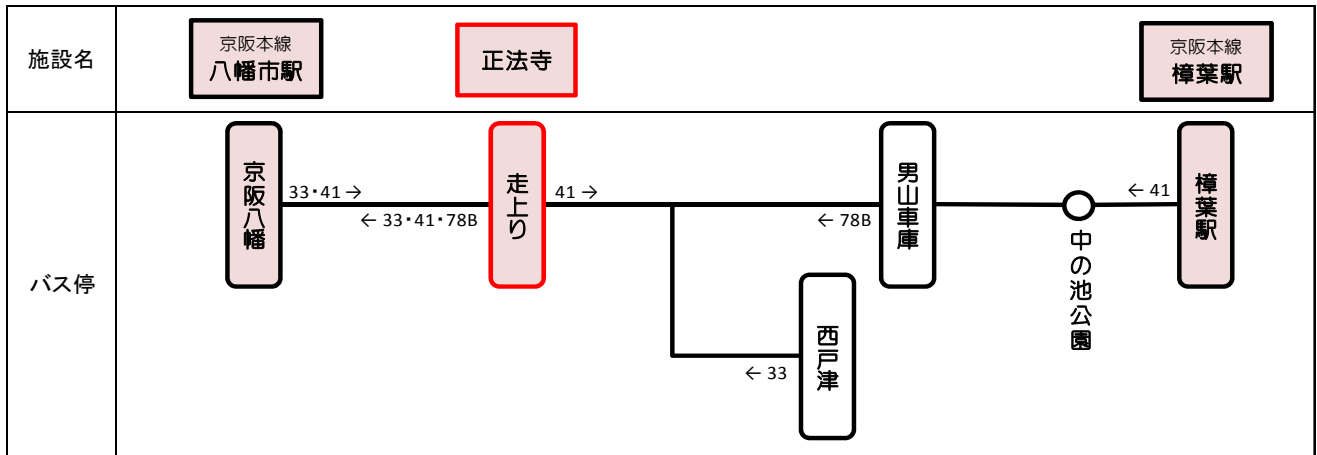 施設名
京阪本線
八幡市駅
正法寺
京阪本線
樟葉駅
バス停
京阪八幡
33・41 →
← 33・41・78B
走上り
41 →
← 78B
男山車庫
← 33
西戸津
中の池公園
← 41
樟葉駅